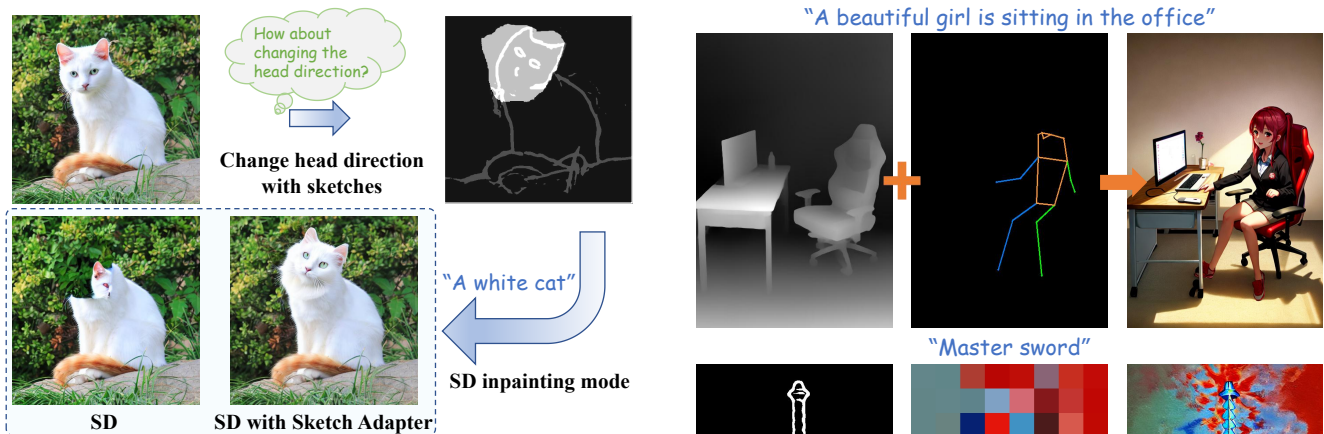 How about
changing the
head direction?
Change head direction
with sketches
"A white cat"
SD inpainting mode
SD
SD with Sketch Adapter
"A beautiful girl is sitting in the office"
"Master sword"